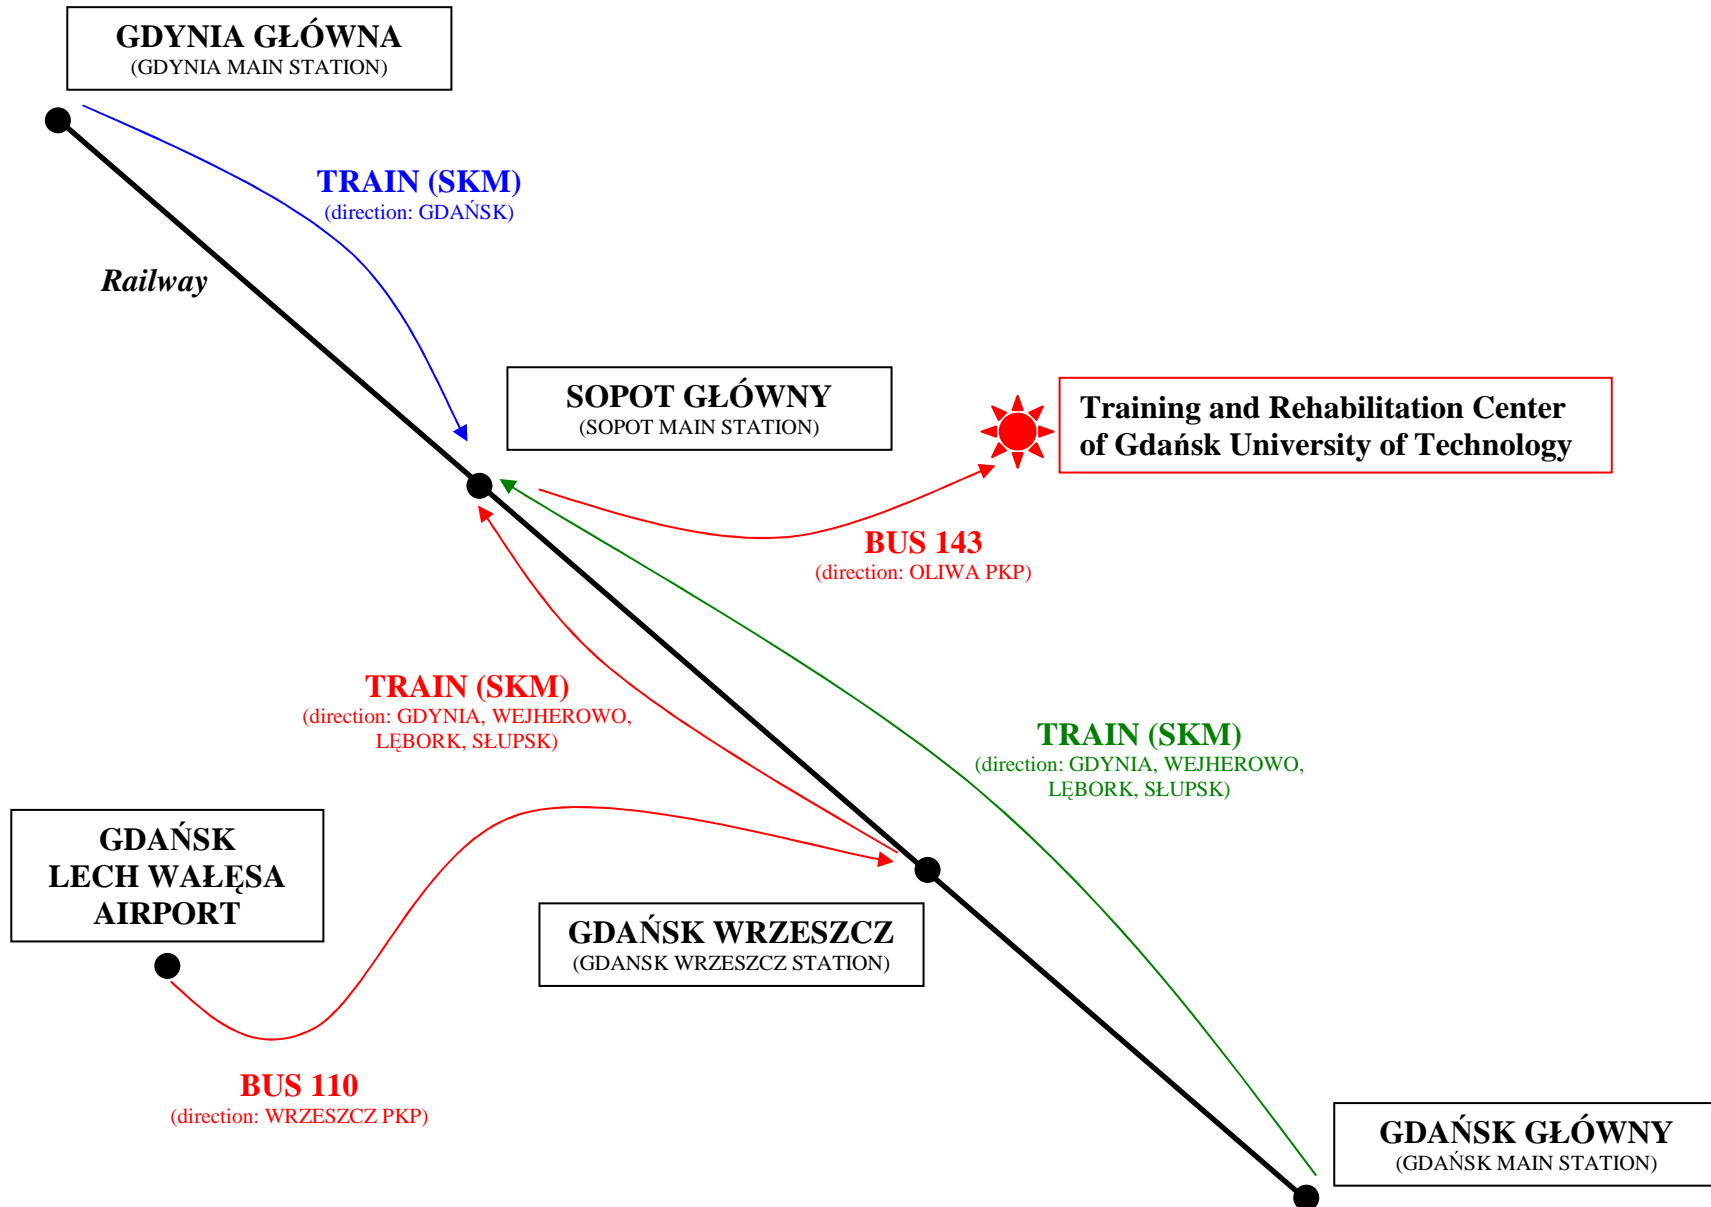 GDYNIA GŁÓWNA
(GDYNIA MAIN STATION)
TRAIN (SKM)
(direction: GDAŃSK)
Railway
SOPOT GŁÓWNY
(SOPOT MAIN STATION)
Training and Rehabilitation Center
of Gdańsk University of Technology
BUS 143
(direction: OLIWA PKP)
TRAIN (SKM)
(direction: GDYNIA, WEJHEROWO,
LĘBORK, SŁUPSK)
TRAIN (SKM)
(direction: GDYNIA, WEJHEROWO,
LĘBORK, SŁUPSK)
GDAŃSK
LECH WAŁĘSA
AIRPORT
GDAŃSK WRZESZCZ
(GDANSK WRZESZCZ STATION)
BUS 110
(direction: WRZESZCZ PKP)
GDAŃSK GŁÓWNY
(GDAŃSK MAIN STATION)